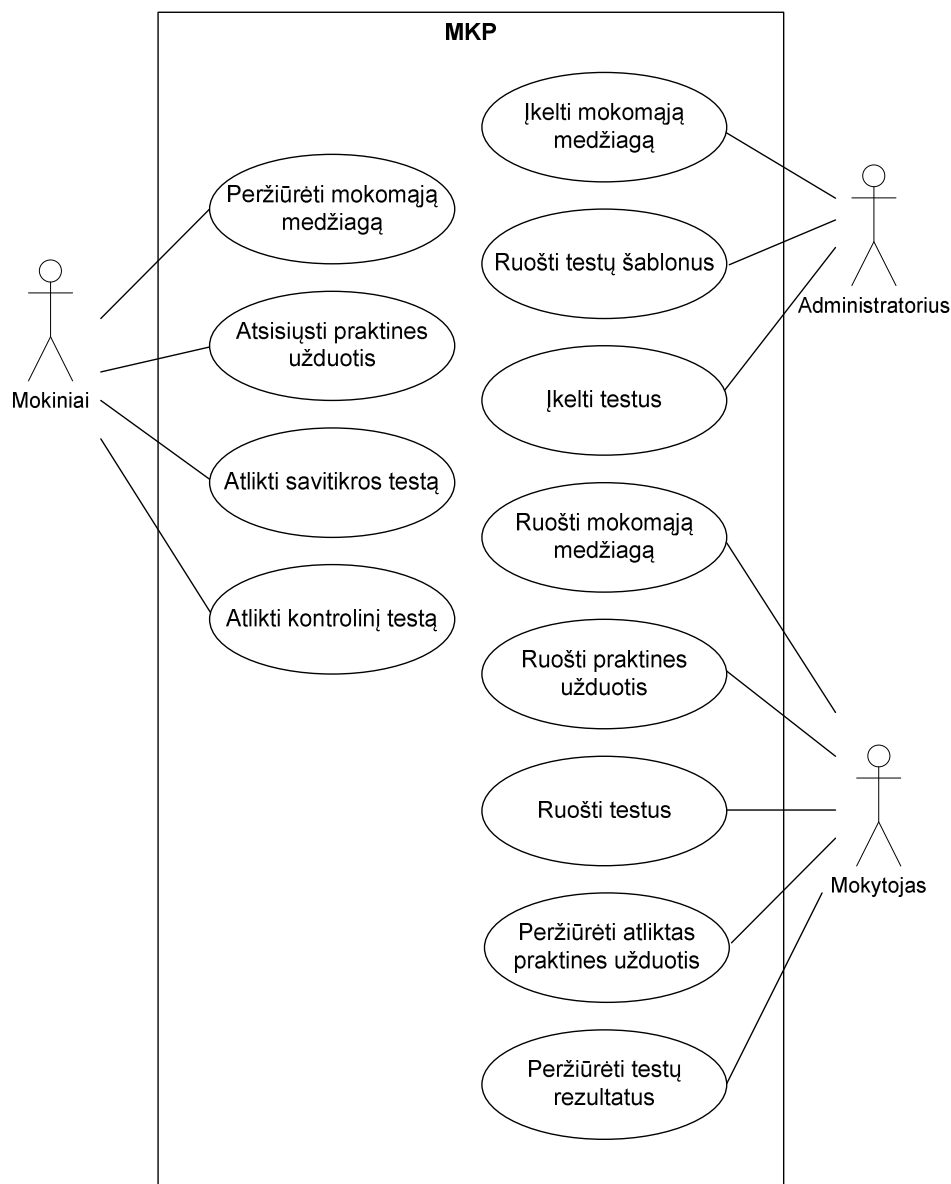 MKP
Įkelti mokomąją
medžiagą
Peržiūrėti mokomąją
medžiagą
Ruošti testų šablonus
Administratorius
Atsisiųsti praktines
užduotis
Mokiniai
Įkelti testus
Atlikti savitikros testą
Ruošti mokomąją
medžiagą
Atlikti kontrolinį testą
Ruošti praktines
užduotis
Ruošti testus
Mokytojas
Peržiūrėti atliktas
praktines užduotis
Peržiūrėti testų
rezultatus